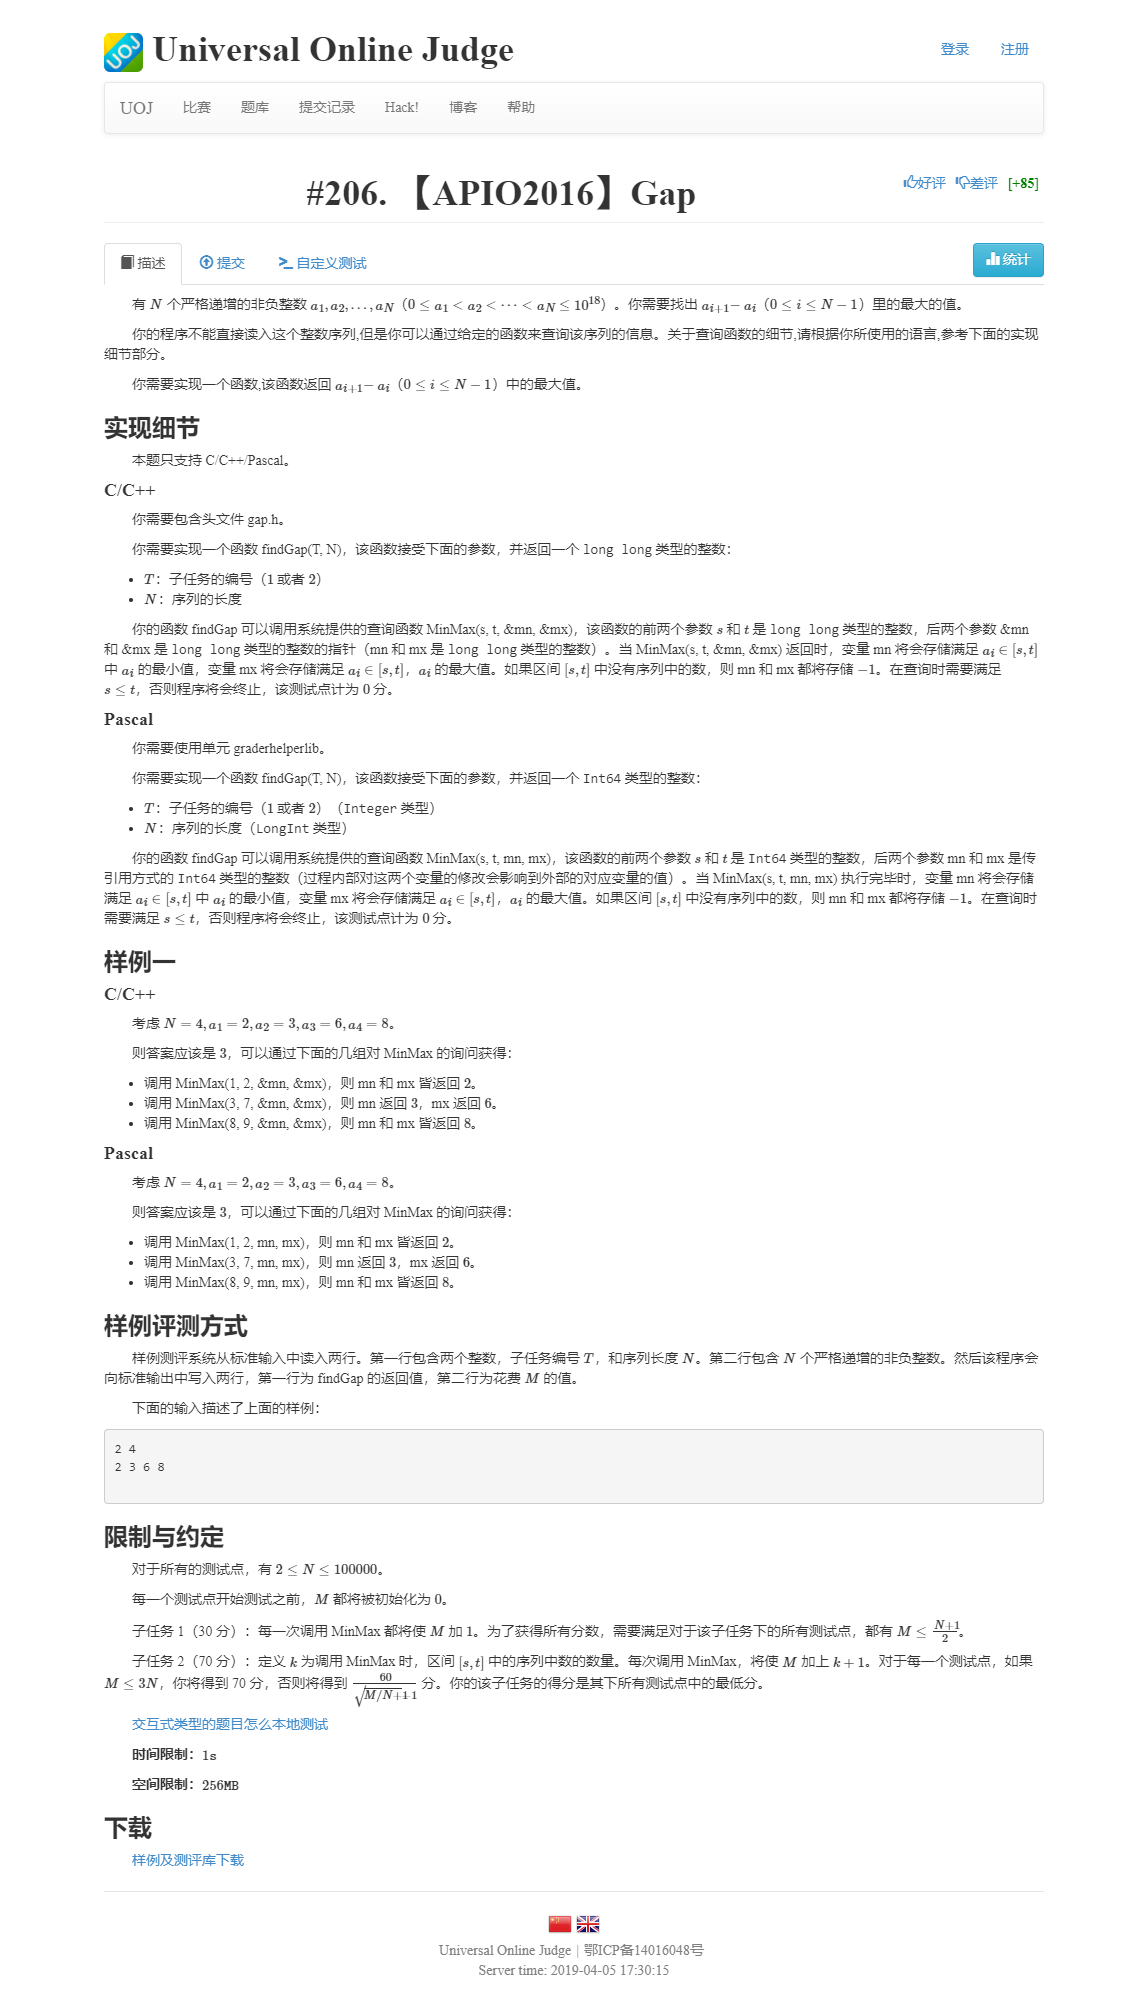 Universal Online Judge
登录 注册
UOJ 比赛 题库 提交记录 Hack! 博客 帮助
#206. 【APIO2016】Gap
好评 差评 [+85]
描述 提交 自定义测试 统计
有 N 个严格递增的非负整数 a₁, a₂, …, a_N（0 ≤ a₁ < a₂ < ⋯ < a_N ≤ 10¹⁸）。你需要找出 a_{i+1}– a_i（0 ≤ i ≤ N − 1）里的最大的值。
你的程序不能直接读入这个整数序列,但是你可以通过给定的函数来查询该序列的信息。关于查询函数的细节,请根据你所使用的语言,参考下面的实现
细节部分。
你需要实现一个函数,该函数返回 a_{i+1}– a_i（0 ≤ i ≤ N − 1）中的最大值。
实现细节
本题只支持 C/C++/Pascal。
C/C++
你需要包含头文件 gap.h。
你需要实现一个函数 findGap(T, N)，该函数接受下面的参数，并返回一个 long long 类型的整数：
• T：子任务的编号（1 或者 2）
• N：序列的长度
你的函数 findGap 可以调用系统提供的查询函数 MinMax(s, t, &mn, &mx)，该函数的前两个参数 s 和 t 是 long long 类型的整数，后两个参数 &mn
和 &mx 是 long long 类型的整数的指针（mn 和 mx 是 long long 类型的整数）。当 MinMax(s, t, &mn, &mx) 返回时，变量 mn 将会存储满足 a_i ∈ [s, t]
中 a_i 的最小值，变量 mx 将会存储满足 a_i ∈ [s, t]，a_i 的最大值。如果区间 [s, t] 中没有序列中的数，则 mn 和 mx 都将存储 −1。在查询时需要满足
s ≤ t，否则程序将会终止，该测试点计为 0 分。
Pascal
你需要使用单元 graderhelperlib。
你需要实现一个函数 findGap(T, N)，该函数接受下面的参数，并返回一个 Int64 类型的整数：
• T：子任务的编号（1 或者 2）（Integer 类型）
• N：序列的长度（LongInt 类型）
你的函数 findGap 可以调用系统提供的查询函数 MinMax(s, t, mn, mx)，该函数的前两个参数 s 和 t 是 Int64 类型的整数，后两个参数 mn 和 mx 是传
引用方式的 Int64 类型的整数（过程内部对这两个变量的修改会影响到外部的对应变量的值）。当 MinMax(s, t, mn, mx) 执行完毕时，变量 mn 将会存储
满足 a_i ∈ [s, t] 中 a_i 的最小值，变量 mx 将会存储满足 a_i ∈ [s, t]，a_i 的最大值。如果区间 [s, t] 中没有序列中的数，则 mn 和 mx 都将存储 −1。在查询时
需要满足 s ≤ t，否则程序将会终止，该测试点计为 0 分。
样例一
C/C++
考虑 N = 4, a₁ = 2, a₂ = 3, a₃ = 6, a₄ = 8。
则答案应该是 3，可以通过下面的几组对 MinMax 的询问获得：
• 调用 MinMax(1, 2, &mn, &mx)，则 mn 和 mx 皆返回 2。
• 调用 MinMax(3, 7, &mn, &mx)，则 mn 返回 3，mx 返回 6。
• 调用 MinMax(8, 9, &mn, &mx)，则 mn 和 mx 皆返回 8。
Pascal
考虑 N = 4, a₁ = 2, a₂ = 3, a₃ = 6, a₄ = 8。
则答案应该是 3，可以通过下面的几组对 MinMax 的询问获得：
• 调用 MinMax(1, 2, mn, mx)，则 mn 和 mx 皆返回 2。
• 调用 MinMax(3, 7, mn, mx)，则 mn 返回 3，mx 返回 6。
• 调用 MinMax(8, 9, mn, mx)，则 mn 和 mx 皆返回 8。
样例评测方式
样例测评系统从标准输入中读入两行。第一行包含两个整数，子任务编号 T，和序列长度 N。第二行包含 N 个严格递增的非负整数。然后该程序会
向标准输出中写入两行，第一行为 findGap 的返回值，第二行为花费 M 的值。
下面的输入描述了上面的样例：
2 4
2 3 6 8
限制与约定
对于所有的测试点，有 2 ≤ N ≤ 100000。
每一个测试点开始测试之前，M 都将被初始化为 0。
子任务 1（30 分）：每一次调用 MinMax 都将使 M 加 1。为了获得所有分数，需要满足对于该子任务下的所有测试点，都有 M ≤ (N+1)/2。
子任务 2（70 分）：定义 k 为调用 MinMax 时，区间 [s, t] 中的序列中数的数量。每次调用 MinMax，将使 M 加上 k + 1。对于每一个测试点，如果
M ≤ 3N，你将得到 70 分，否则将得到 60/(√(M/N+1)−1) 分。你的该子任务的得分是其下所有测试点中的最低分。
交互式类型的题目怎么本地测试
时间限制：1s
空间限制：256MB
下载
样例及测评库下载
Universal Online Judge | 鄂ICP备14016048号
Server time: 2019-04-05 17:30:15